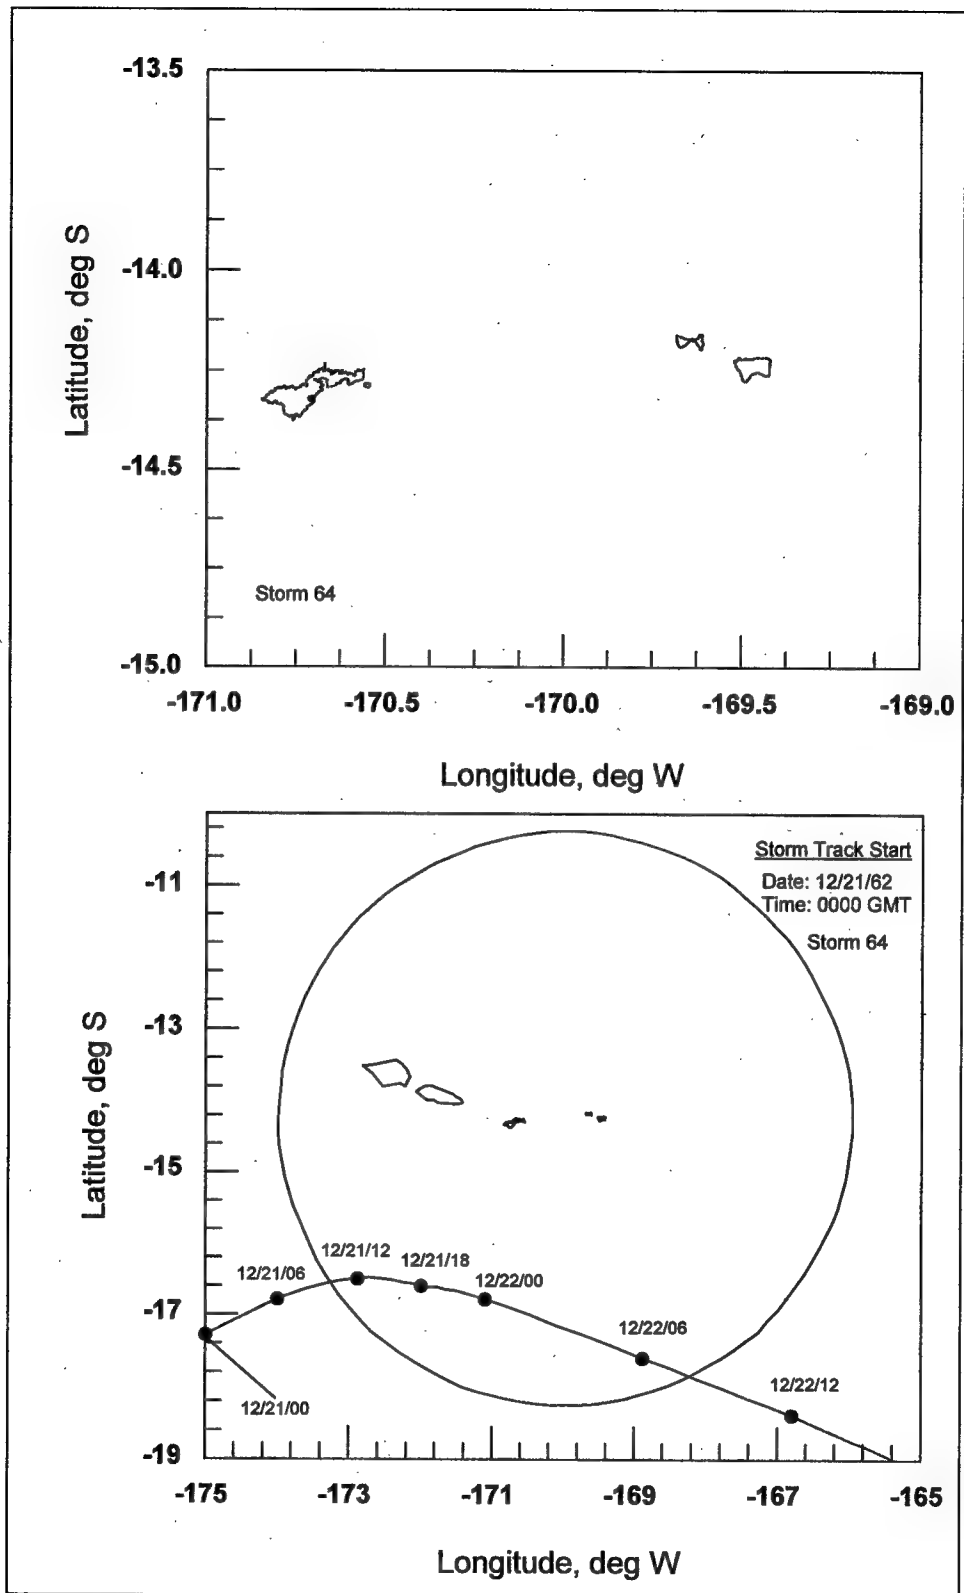 -13.5
-14.0
-14.5
-15.0
Latitude, deg S
Storm 64
-171.0 -170.5 -170.0 -169.5 -169.0
Longitude, deg W
Storm Track Start
Date: 12/21/62
Time: 0000 GMT
Storm 64
-11
-13
-15
-17
-19
Latitude, deg S
12/21/06
12/21/12
12/21/18
12/22/00
12/22/06
12/22/12
12/21/00
-175 -173 -171 -169 -167 -165
Longitude, deg W